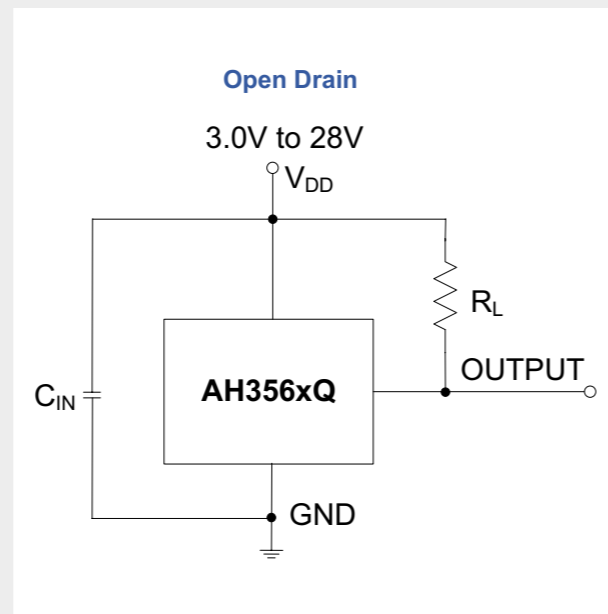 Open Drain
3.0V to 28V
VDD
RL
OUTPUT
AH356xQ
CIN
GND